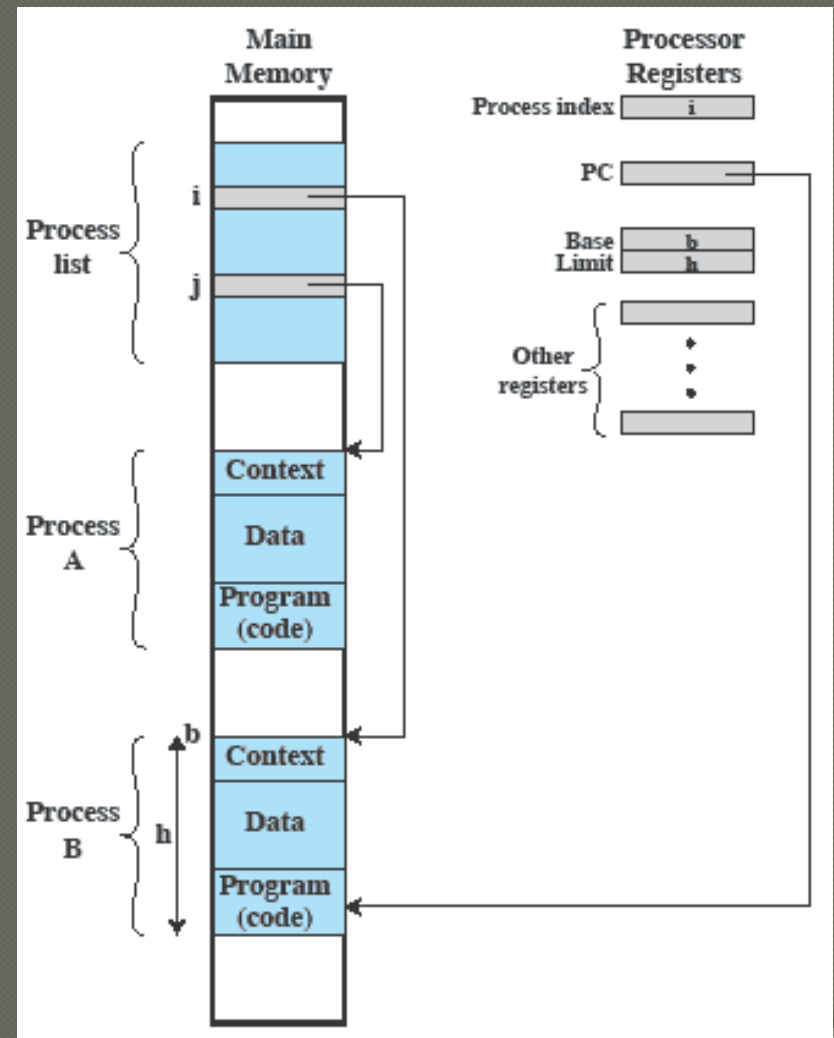 Main
Memory
i
Process
list
j
Context
Process
A
Data
Program
(code)
b
Context
Process
B
h
Data
Program
(code)
Processor
Registers
Process index
i
PC
Base
b
Limit
h
Other
registers